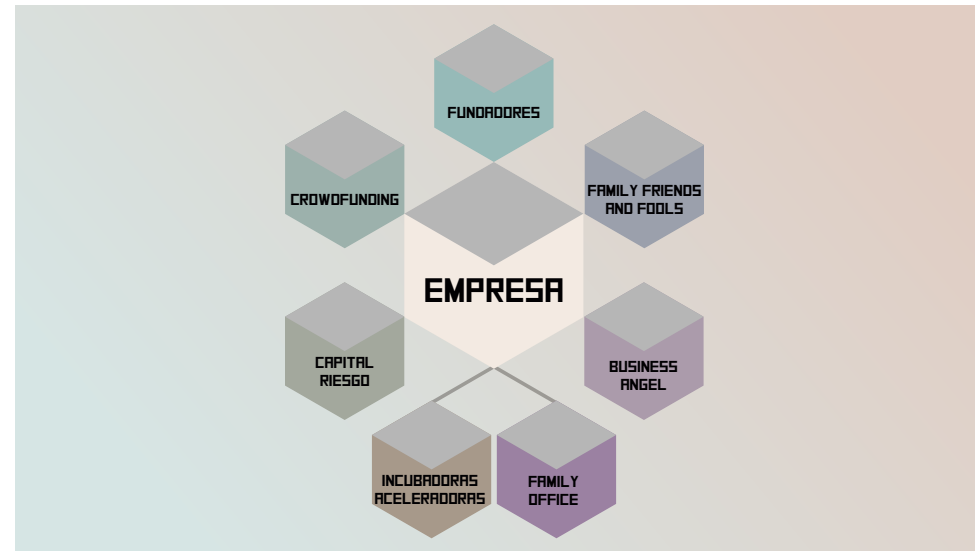 FUNDADORES
CROWDFUNDING
FAMILY FRIENDS
AND FOOLS
EMPRESA
CAPITAL
RIESGO
BUSINESS
ANGEL
INCUBADORAS
ACELERADORAS
FAMILY
OFFICE